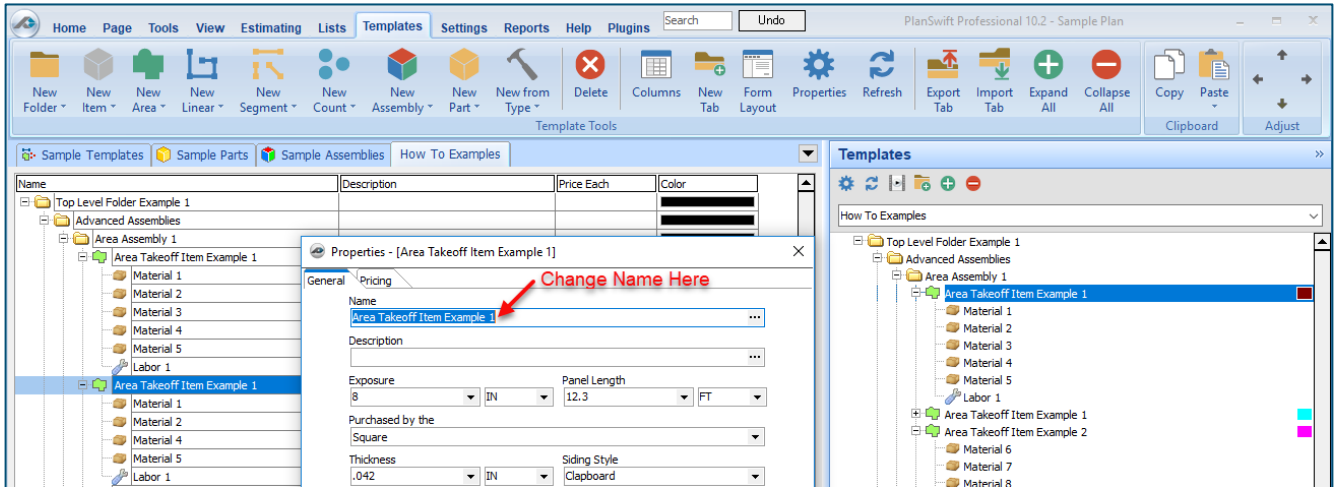 Home Page Tools View Estimating Lists Templates Settings Reports Help Plugins Search Undo PlanSwift Professional 10.2 - Sample Plan
New Folder
New Item
New Area
New Linear
New Segment
New Count
New Assembly
New Part
New from Type
Delete
Columns
New Tab
Form Layout
Properties
Refresh
Export Tab
Import Tab
Expand All
Collapse All
Copy
Paste
Template Tools
Clipboard
Adjust
Sample Templates Sample Parts Sample Assemblies How To Examples
Name Description Price Each Color
Top Level Folder Example 1
Advanced Assemblies
Area Assembly 1
Area Takeoff Item Example 1
Material 1
Material 2
Material 3
Material 4
Material 5
Labor 1
Area Takeoff Item Example 1
Material 1
Material 2
Material 4
Material 5
Labor 1
Properties - [Area Takeoff Item Example 1]
General Pricing
Change Name Here
Name
Area Takeoff Item Example 1
Description
Exposure Panel Length
8 IN 12.3 FT
Purchased by the
Square
Thickness Siding Style
.042 IN Clapboard
Templates
How To Examples
Top Level Folder Example 1
Advanced Assemblies
Area Assembly 1
Area Takeoff Item Example 1
Material 1
Material 2
Material 3
Material 4
Material 5
Labor 1
Area Takeoff Item Example 1
Area Takeoff Item Example 2
Material 6
Material 7
Material 8